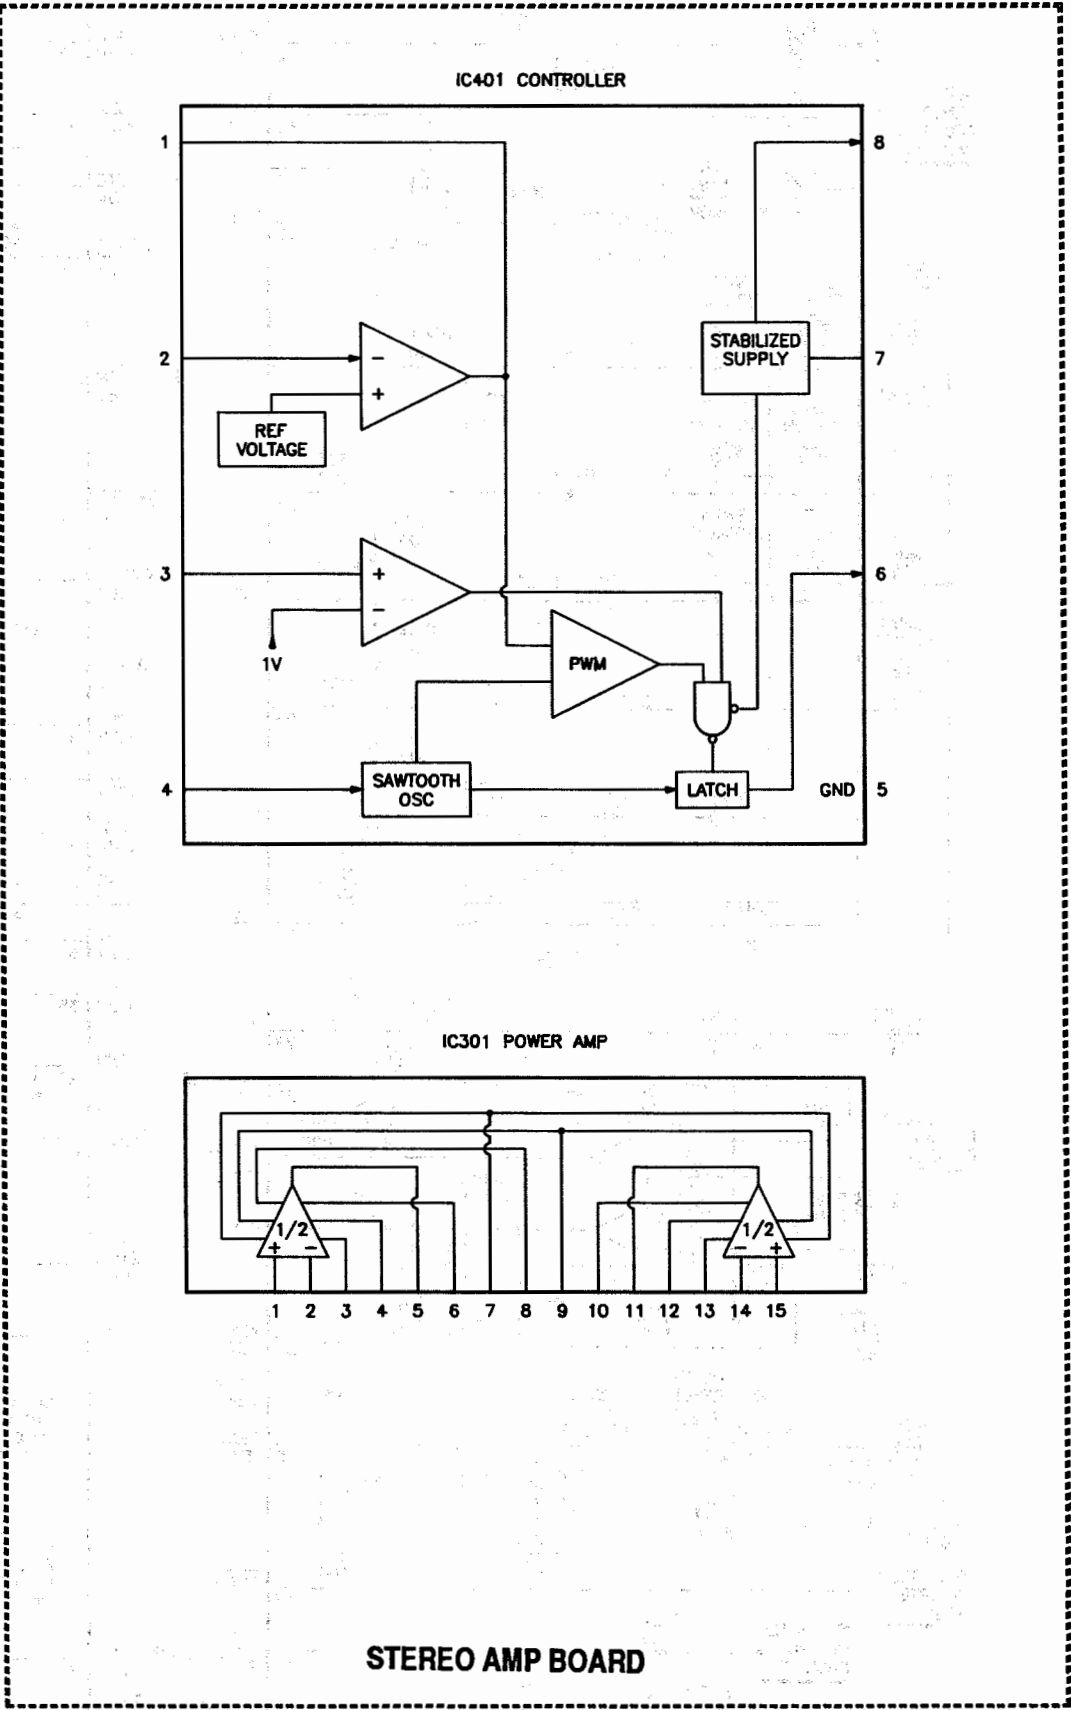 IC401 CONTROLLER
1
8
2
−
+
REF
VOLTAGE
STABILIZED
SUPPLY
7
3
+
−
1V
PWM
6
4
SAWTOOTH
OSC
LATCH
GND
5
IC301 POWER AMP
1/2
+ −
1/2
− +
1 2 3 4 5 6 7 8 9 10 11 12 13 14 15
STEREO AMP BOARD